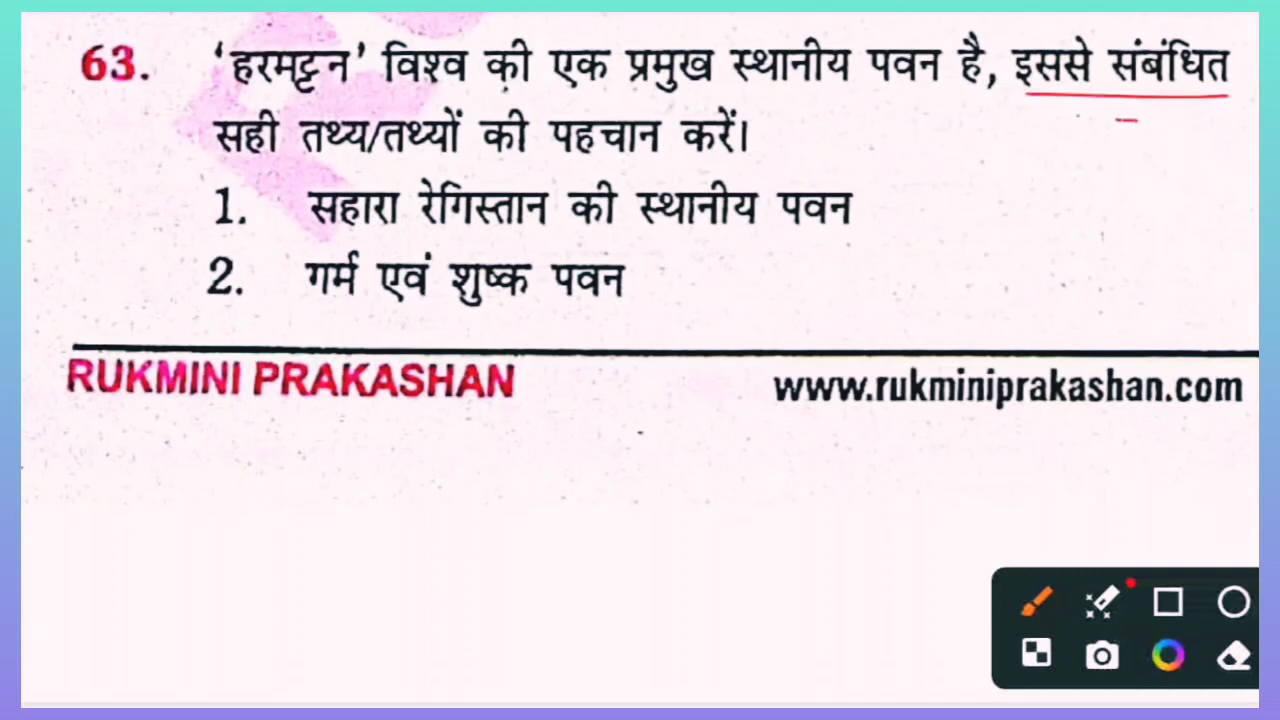 63. 'हरमट्टन' विश्व की एक प्रमुख स्थानीय पवन है, इससे संबंधित
सही तथ्य/तथ्यों की पहचान करें।
1. सहारा रेगिस्तान की स्थानीय पवन
2. गर्म एवं शुष्क पवन
RUKMINI PRAKASHAN www.rukminiprakashan.com